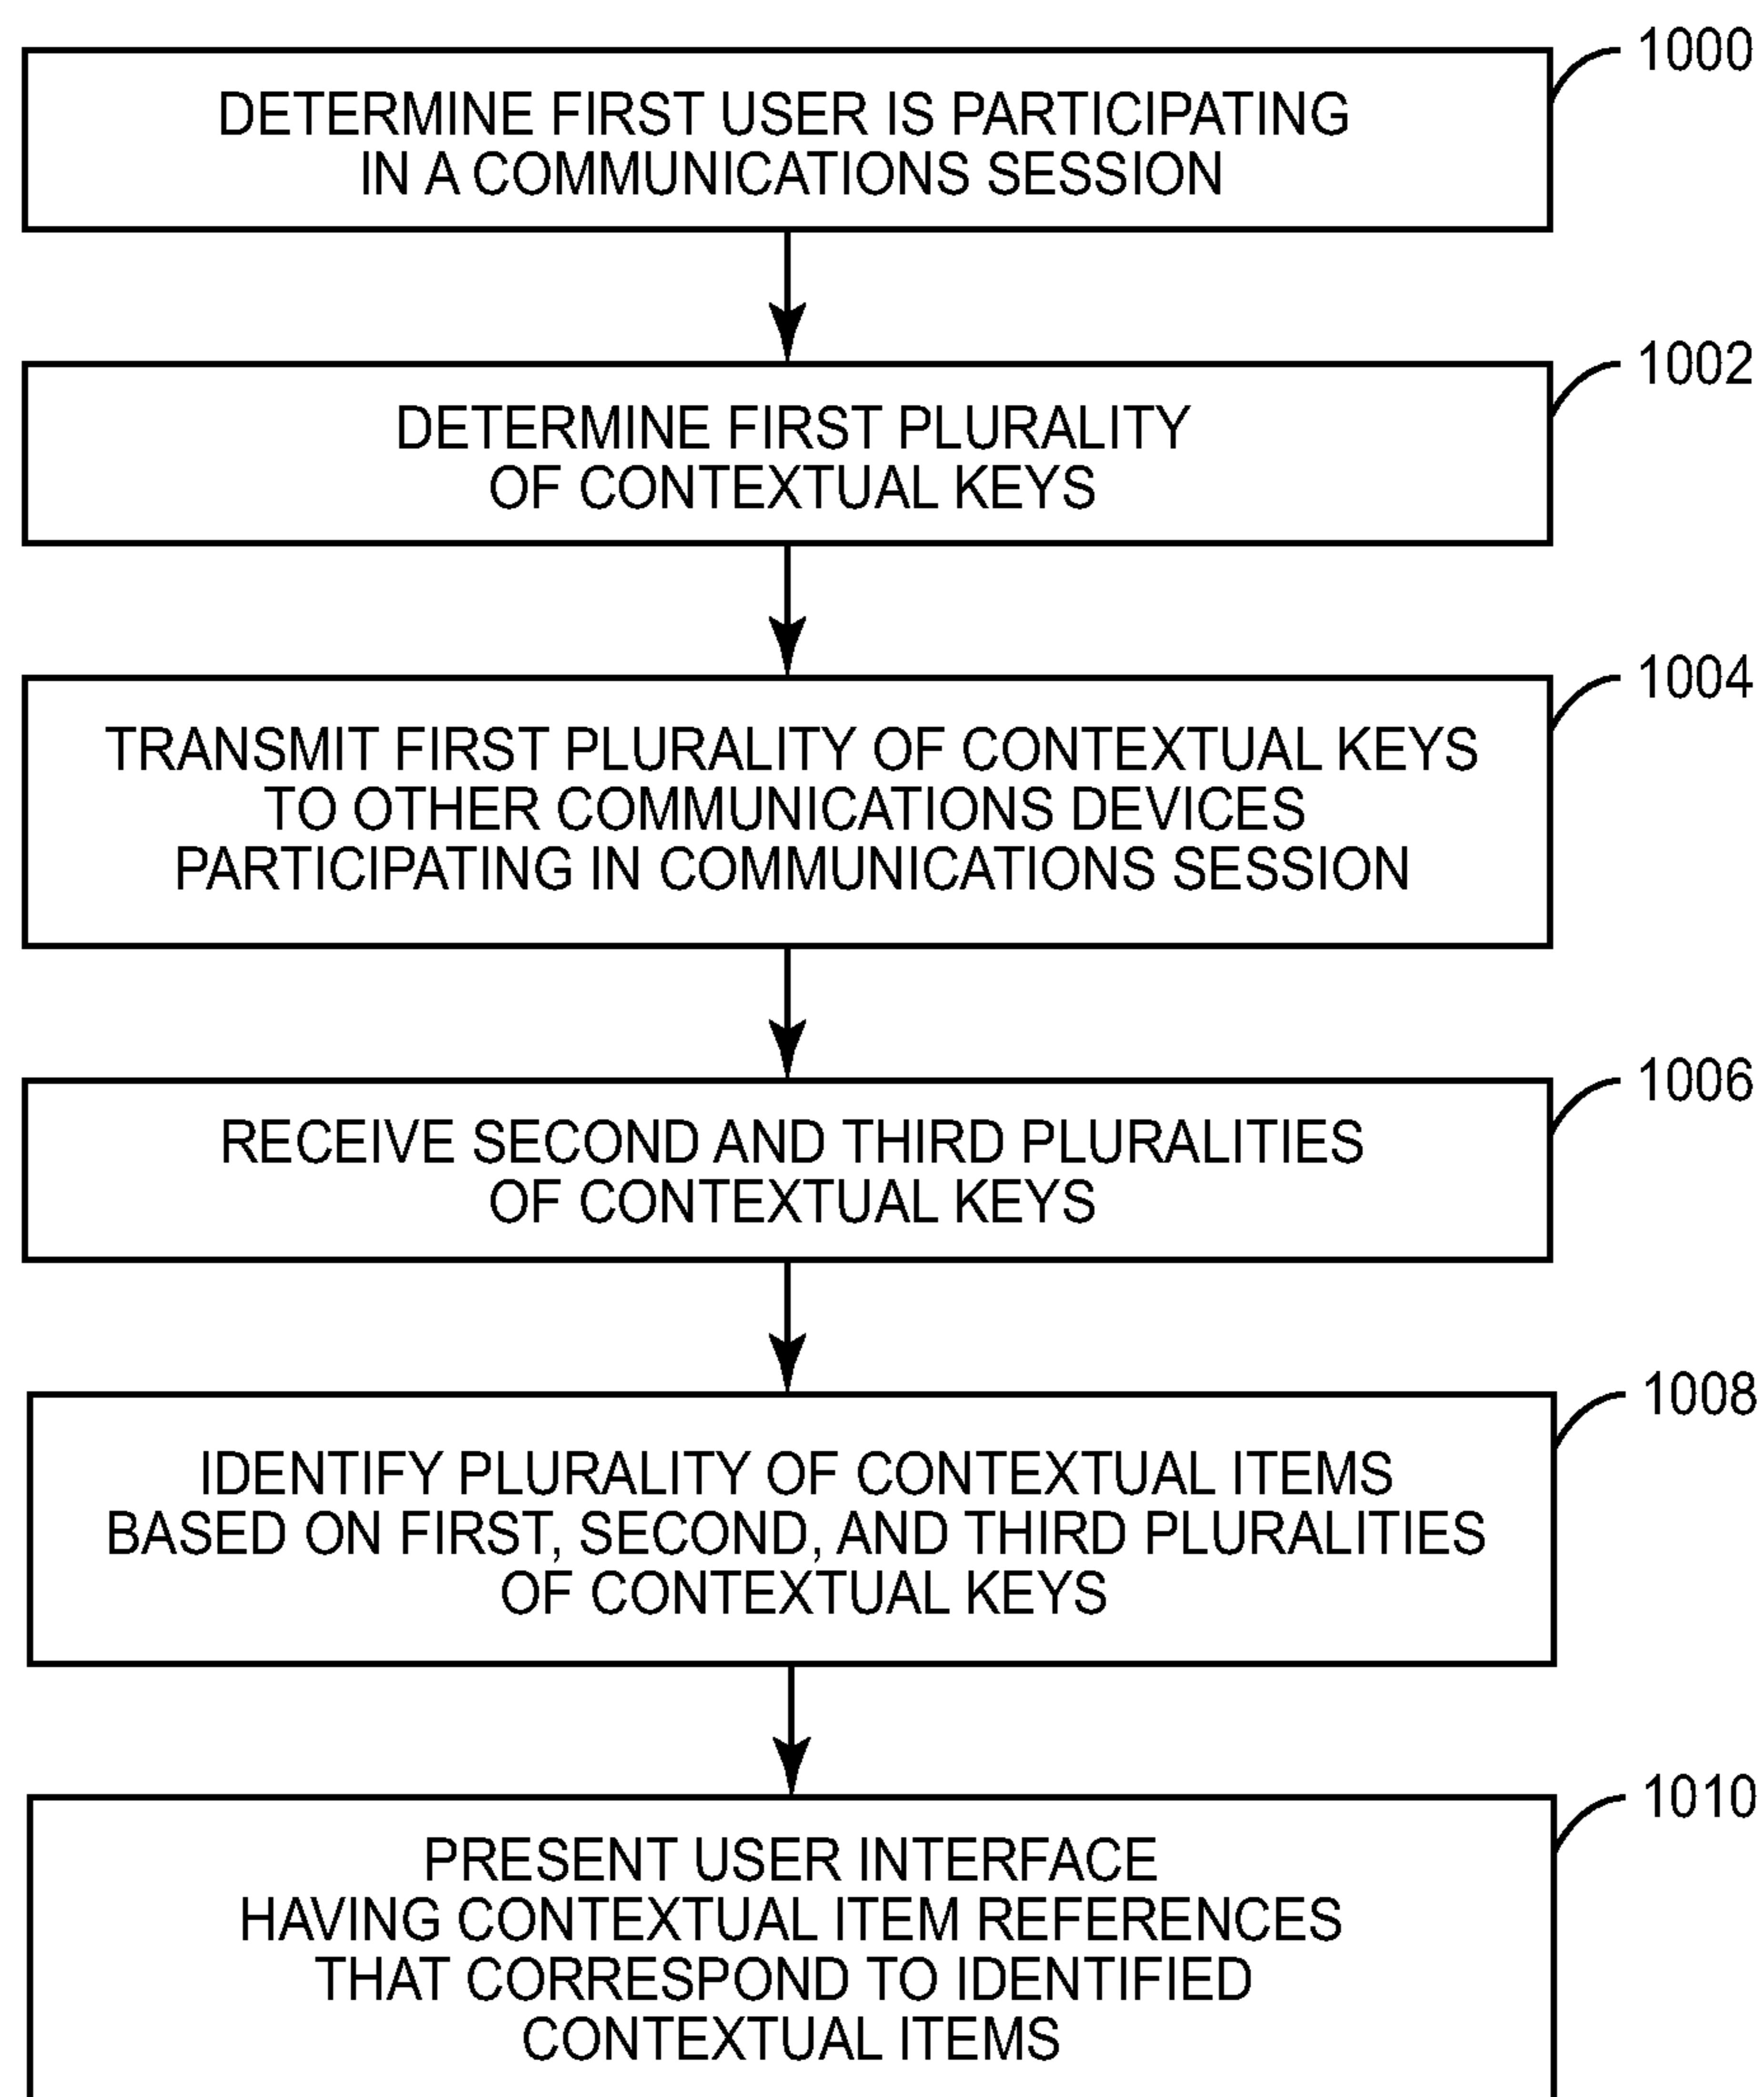 1000
DETERMINE FIRST USER IS PARTICIPATING
IN A COMMUNICATIONS SESSION
1002
DETERMINE FIRST PLURALITY
OF CONTEXTUAL KEYS
1004
TRANSMIT FIRST PLURALITY OF CONTEXTUAL KEYS
TO OTHER COMMUNICATIONS DEVICES
PARTICIPATING IN COMMUNICATIONS SESSION
1006
RECEIVE SECOND AND THIRD PLURALITIES
OF CONTEXTUAL KEYS
1008
IDENTIFY PLURALITY OF CONTEXTUAL ITEMS
BASED ON FIRST, SECOND, AND THIRD PLURALITIES
OF CONTEXTUAL KEYS
1010
PRESENT USER INTERFACE
HAVING CONTEXTUAL ITEM REFERENCES
THAT CORRESPOND TO IDENTIFIED
CONTEXTUAL ITEMS